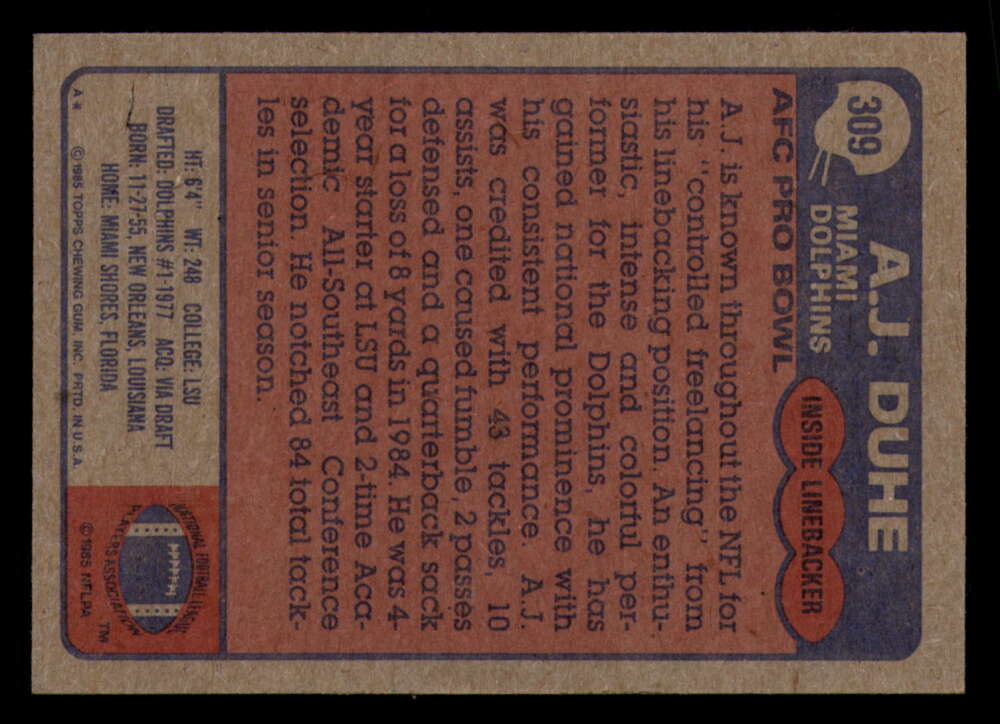 309
A.J. DUHE
MIAMI
DOLPHINS
INSIDE LINEBACKER
AFC PRO BOWL
A.J. is known throughout the NFL for
his "controlled freelancing" from
his linebacking position. An enthu-
siastic, intense and colorful per-
former for the Dolphins, he has
gained national prominence with
his consistent performance. A.J.
was credited with 43 tackles, 10
assists, one caused fumble, 2 passes
defensed and a quarterback sack
for a loss of 8 yards in 1984. He was 4-
year starter at LSU and 2-time Aca-
demic All-Southeast Conference
selection. He notched 84 total tack-
les in senior season.
HT: 6'4" WT: 248 COLLEGE: LSU
DRAFTED: DOLPHINS #1-1977 ACQ: VIA DRAFT
BORN: 11-27-55, NEW ORLEANS, LOUISIANA
HOME: MIAMI SHORES, FLORIDA
A* © 1985 TOPPS CHEWING GUM, INC. PRTD. IN U.S.A.
NATIONAL FOOTBALL LEAGUE
PLAYERS ASSOCIATION
TM
© 1985 NFLPA